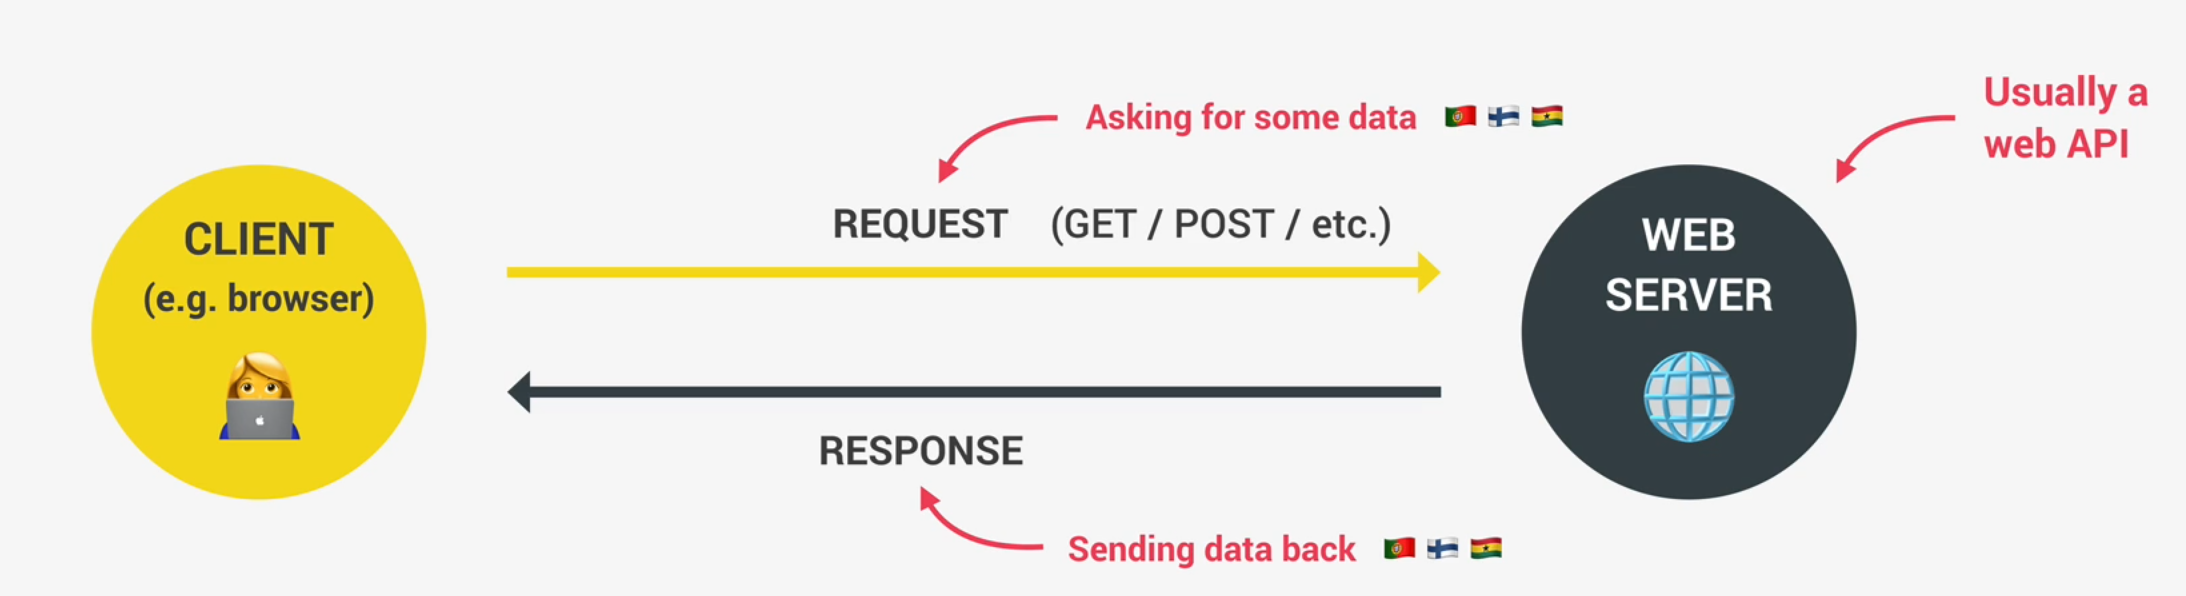 Usually a
web API
Asking for some data
REQUEST (GET / POST / etc.)
CLIENT
(e.g. browser)
WEB
SERVER
RESPONSE
Sending data back